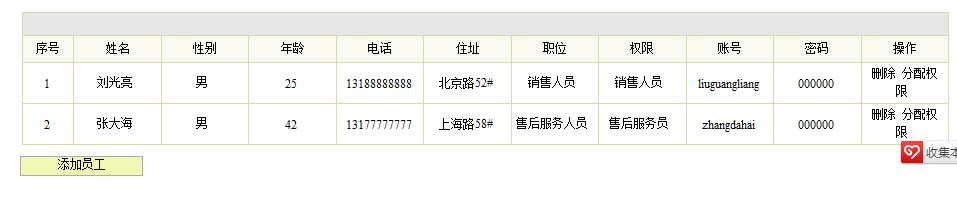 序号 姓名 性别 年龄 电话 住址 职位 权限 账号 密码 操作
1 刘光亮 男 25 13188888888 北京路52# 销售人员 销售人员 liuguangliang 000000 删除 分配权
限
2 张大海 男 42 13177777777 上海路58# 售后服务人员 售后服务员 zhangdahai 000000 删除 分配权
限
添加员工
收集本